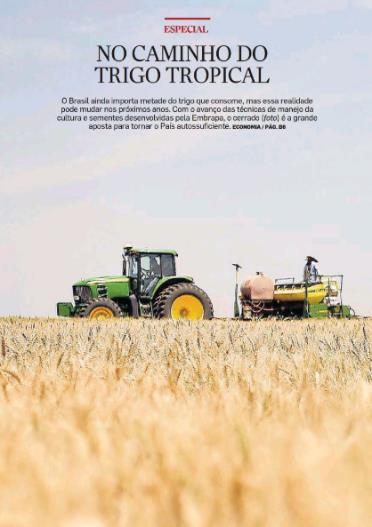 ESPECIAL
NO CAMINHO DO
TRIGO TROPICAL
O Brasil ainda importa metade do trigo que consome, mas essa realidade
pode mudar nos próximos anos. Com o avanço das técnicas de manejo da
cultura e sementes desenvolvidas pela Embrapa, o cerrado (foto) é a grande
aposta para tornar o País autossuficiente. ECONOMIA / PÁG. B6